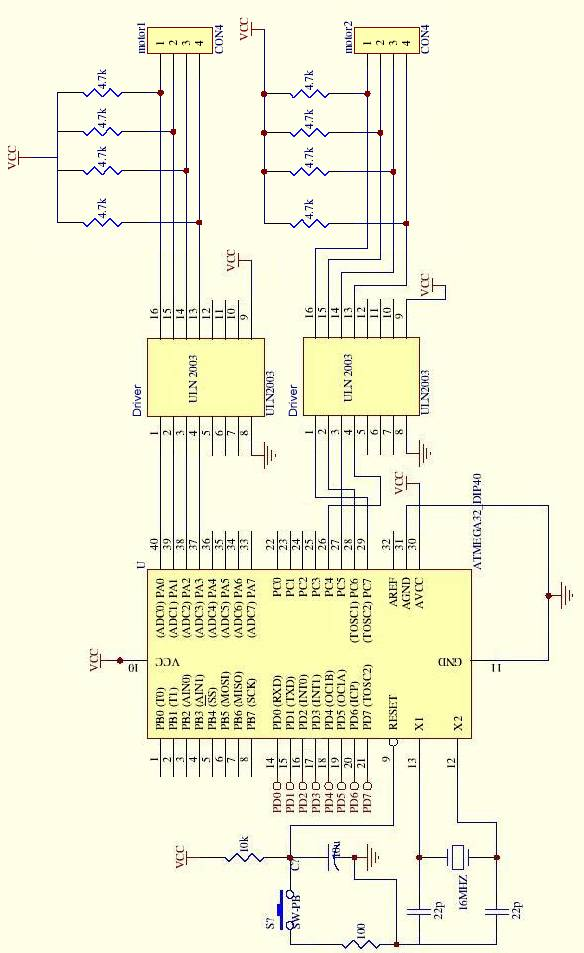 motor1
1
2
3
4
CON4
motor2
1
2
3
4
CON4
VCC
VCC
4.7k
4.7k
4.7k
4.7k
4.7k
4.7k
4.7k
4.7k
VCC
VCC
16
15
14
13
12
11
10
9
16
15
14
13
12
11
10
9
Driver
ULN 2003
ULN2003
Driver
ULN 2003
ULN2003
1
2
3
4
5
6
7
8
1
2
3
4
5
6
7
8
VCC
ATMEGA32_DIP40
U
40
39
38
37
36
35
34
33
22
23
24
25
26
27
28
29
32
31
30
(ADC0) PA0
(ADC1) PA1
(ADC2) PA2
(ADC3) PA3
(ADC4) PA4
(ADC5) PA5
(ADC6) PA6
(ADC7) PA7
PC0
PC1
PC2
PC3
PC4
PC5
(TOSC1) PC6
(TOSC2) PC7
AREF
AGND
AVCC
VCC
10
VCC
GND
11
PB0 (T0)
PB1 (T1)
PB2 (AIN0)
PB3 (AIN1)
PB4 (SS)
PB5 (MOSI)
PB6 (MISO)
PB7 (SCK)
PD0 (RXD)
PD1 (TXD)
PD2 (INT0)
PD3 (INT1)
PD4 (OC1B)
PD5 (OC1A)
PD6 (ICP)
PD7 (TOSC2)
RESET
X1
X2
1
2
3
4
5
6
7
8
14
15
16
17
18
19
20
21
9
13
12
PD0
PD1
PD2
PD3
PD4
PD5
PD6
PD7
VCC
10k
C?
10u
S?
SW-PB
100
22p
16MHZ
22p